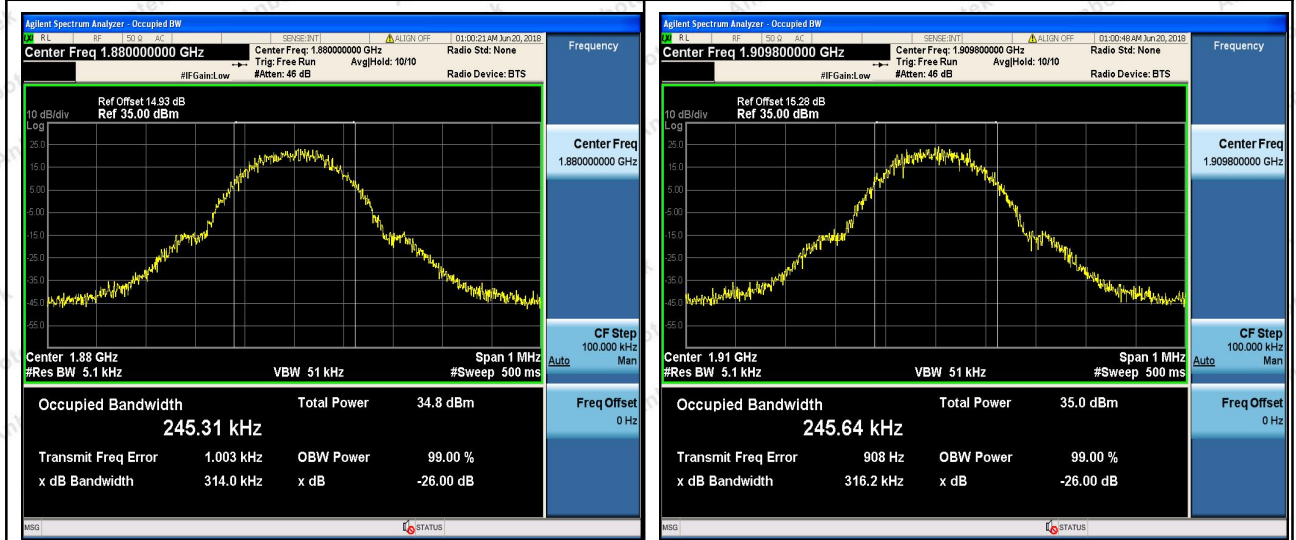 Agilent Spectrum Analyzer - Occupied BW
RL RF 50 Ω AC SENSE:INT ALIGN OFF 01:00:21 AM Jun 20, 2018
Center Freq 1.880000000 GHz
Center Freq: 1.880000000 GHz
Radio Std: None
Trig: Free Run Avg|Hold: 10/10
#IFGain:Low #Atten: 46 dB
Radio Device: BTS
Ref Offset 14.93 dB
10 dB/div Ref 35.00 dBm
Log
25.0
15.0
5.00
-5.00
-15.0
-25.0
-35.0
-45.0
-55.0
Center 1.88 GHz Span 1 MHz
#Res BW 5.1 kHz VBW 51 kHz #Sweep 500 ms
Occupied Bandwidth Total Power 34.8 dBm
245.31 kHz
Transmit Freq Error 1.003 kHz OBW Power 99.00 %
x dB Bandwidth 314.0 kHz x dB -26.00 dB
MSG STATUS
Frequency
Center Freq
1.880000000 GHz
CF Step
100.000 kHz
Auto Man
Freq Offset
0 Hz
Agilent Spectrum Analyzer - Occupied BW
RL RF 50 Ω AC SENSE:INT ALIGN OFF 01:00:48 AM Jun 20, 2018
Center Freq 1.909800000 GHz
Center Freq: 1.909800000 GHz
Radio Std: None
Trig: Free Run Avg|Hold: 10/10
#IFGain:Low #Atten: 46 dB
Radio Device: BTS
Ref Offset 15.28 dB
10 dB/div Ref 35.00 dBm
Log
25.0
15.0
5.00
-5.00
-15.0
-25.0
-35.0
-45.0
-55.0
Center 1.91 GHz Span 1 MHz
#Res BW 5.1 kHz VBW 51 kHz #Sweep 500 ms
Occupied Bandwidth Total Power 35.0 dBm
245.64 kHz
Transmit Freq Error 908 Hz OBW Power 99.00 %
x dB Bandwidth 316.2 kHz x dB -26.00 dB
MSG STATUS
Frequency
Center Freq
1.909800000 GHz
CF Step
100.000 kHz
Auto Man
Freq Offset
0 Hz